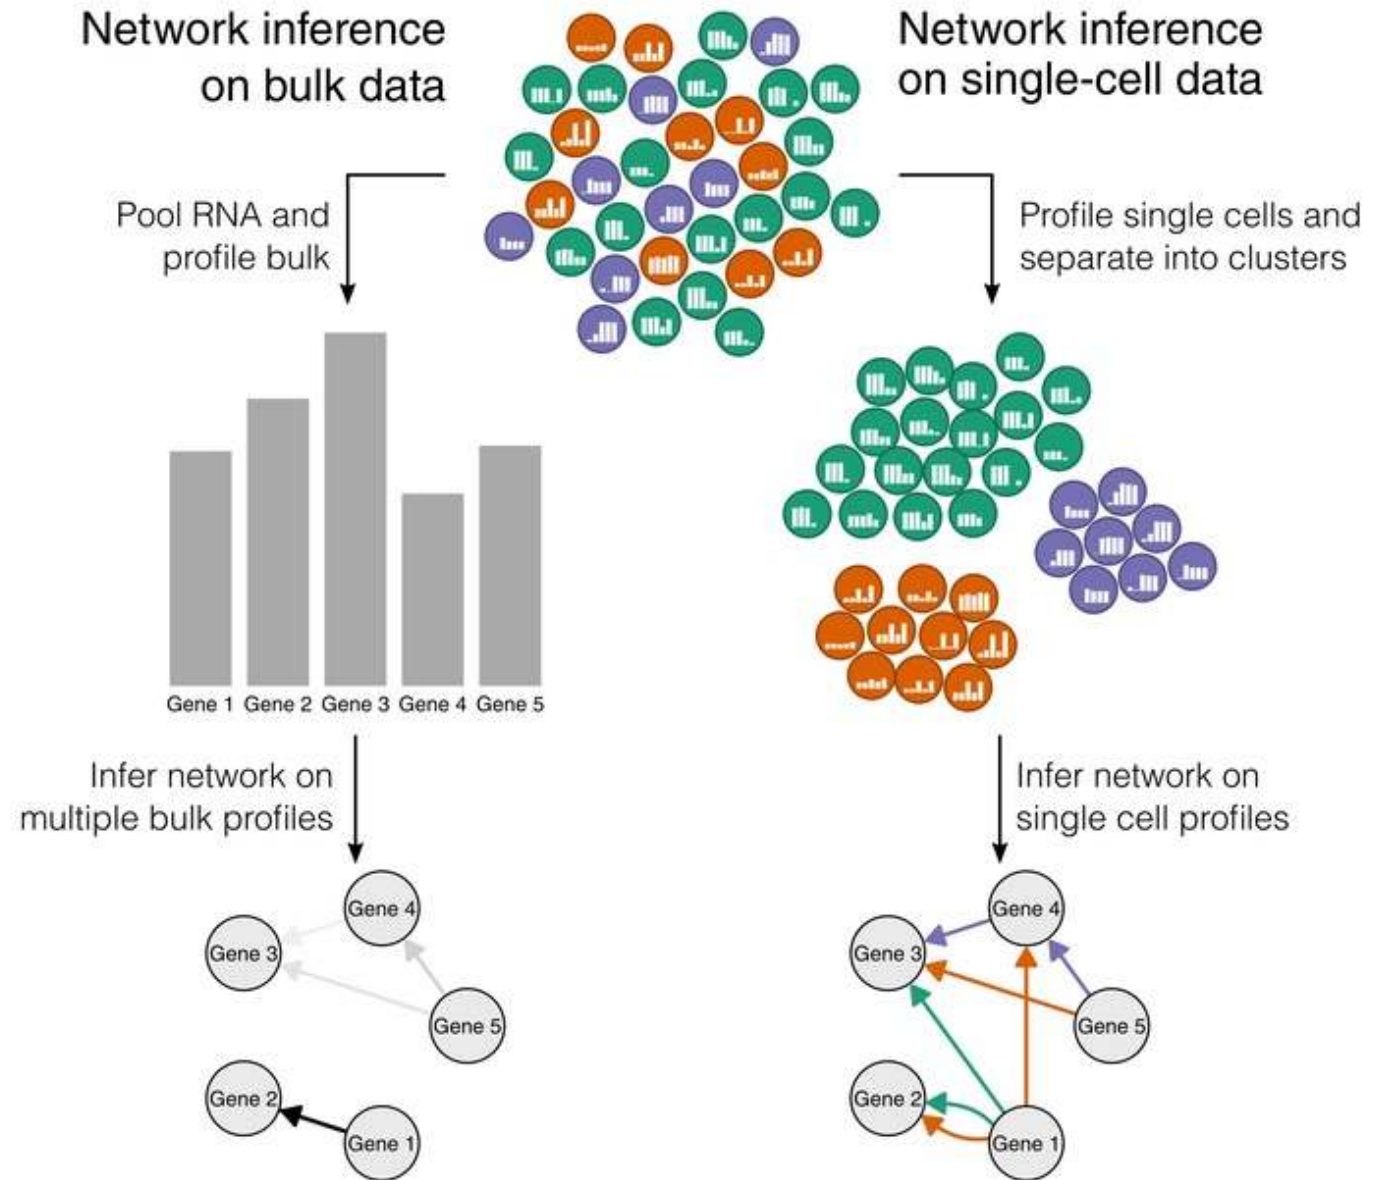 Network inference
on bulk data
Network inference
on single-cell data
Pool RNA and
profile bulk
Profile single cells and
separate into clusters
Gene 1 Gene 2 Gene 3 Gene 4 Gene 5
Infer network on
multiple bulk profiles
Infer network on
single cell profiles
Gene 4
Gene 3
Gene 5
Gene 2
Gene 1
Gene 4
Gene 3
Gene 5
Gene 2
Gene 1